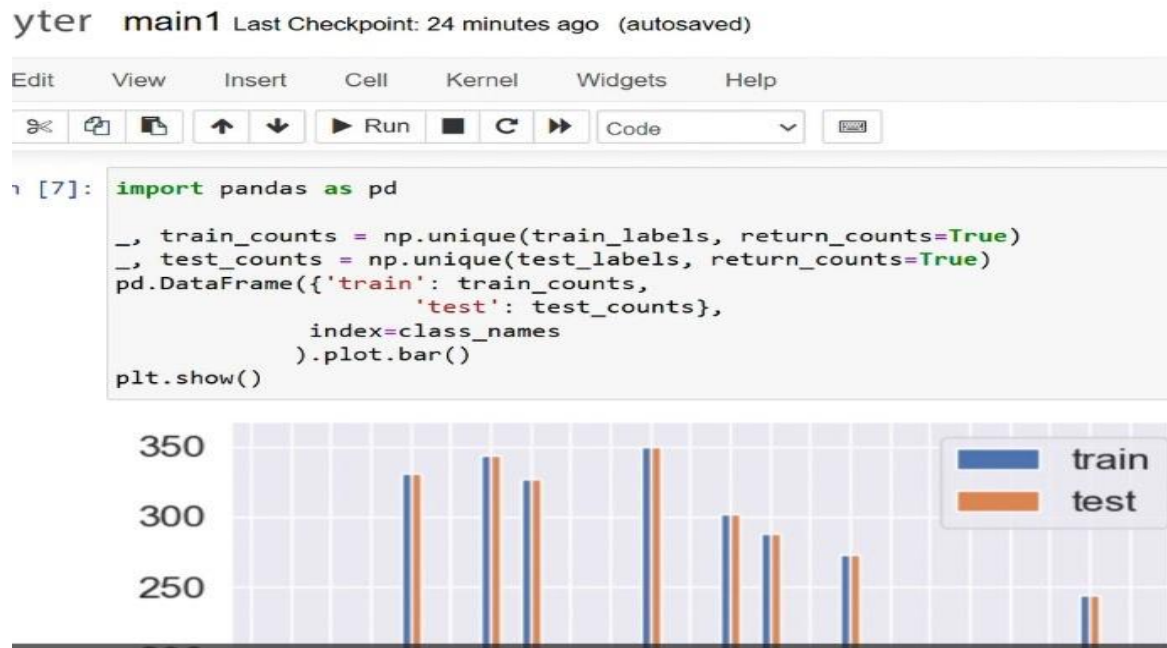 yter main1 Last Checkpoint: 24 minutes ago (autosaved)
Edit View Insert Cell Kernel Widgets Help
Run Code
n [7]: import pandas as pd
_, train_counts = np.unique(train_labels, return_counts=True)
_, test_counts = np.unique(test_labels, return_counts=True)
pd.DataFrame({'train': train_counts,
'test': test_counts},
index=class_names
).plot.bar()
plt.show()
350
train
300
test
250